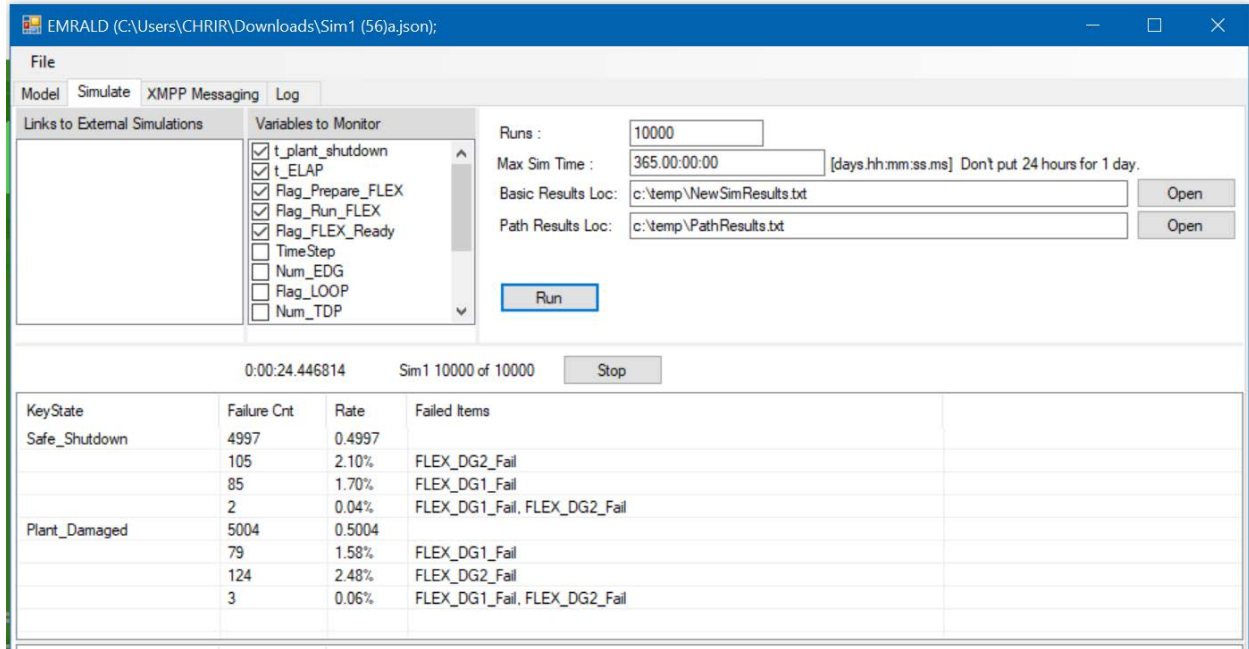 EMRALD (C:\Users\CHRIR\Downloads\Sim1 (56)a.json);
File
Model Simulate XMPP Messaging Log
Links to External Simulations
Variables to Monitor
t_plant_shutdown
t_ELAP
Flag_Prepare_FLEX
Flag_Run_FLEX
Flag_FLEX_Ready
TimeStep
Num_EDG
Flag_LOOP
Num_TDP
Runs : 10000
Max Sim Time : 365.00:00:00 [days.hh:mm:ss.ms] Don't put 24 hours for 1 day.
Basic Results Loc: c:\temp\NewSimResults.txt Open
Path Results Loc: c:\temp\PathResults.txt Open
Run
0:00:24.446814 Sim1 10000 of 10000 Stop
KeyState Failure Cnt Rate Failed Items
Safe_Shutdown 4997 0.4997
105 2.10% FLEX_DG2_Fail
85 1.70% FLEX_DG1_Fail
2 0.04% FLEX_DG1_Fail, FLEX_DG2_Fail
Plant_Damaged 5004 0.5004
79 1.58% FLEX_DG1_Fail
124 2.48% FLEX_DG2_Fail
3 0.06% FLEX_DG1_Fail, FLEX_DG2_Fail